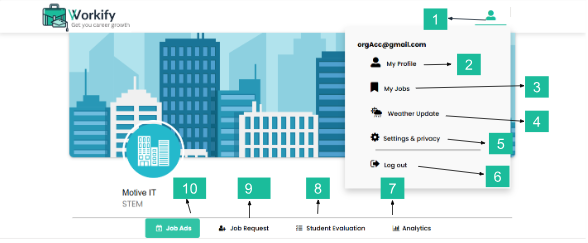 Workify
Get you career growth
1
orgAcc@gmail.com
My Profile
2
My Jobs
3
Weather Update
4
Settings & privacy
5
Log out
6
Motive IT
STEM
10
9
8
7
Job Ads
Job Request
Student Evaluation
Analytics